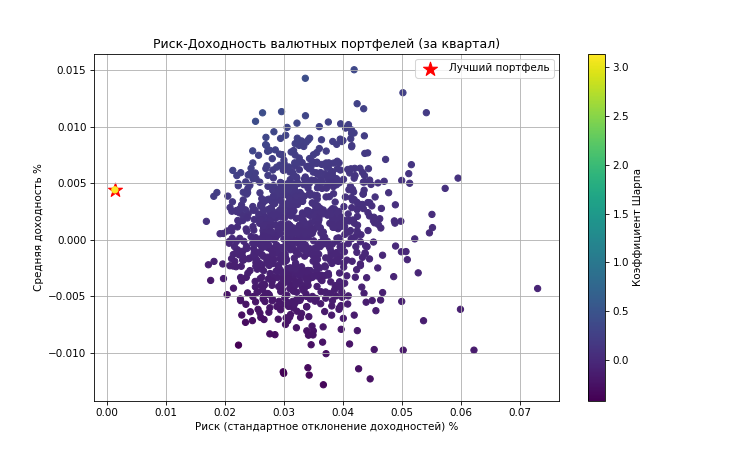 Риск-Доходность валютных портфелей (за квартал)
Лучший портфель
Средняя доходность %
0.015
0.010
0.005
0.000
−0.005
−0.010
0.00 0.01 0.02 0.03 0.04 0.05 0.06 0.07
Риск (стандартное отклонение доходностей) %
3.0
2.5
2.0
1.5
1.0
0.5
0.0
Коэффициент Шарпа